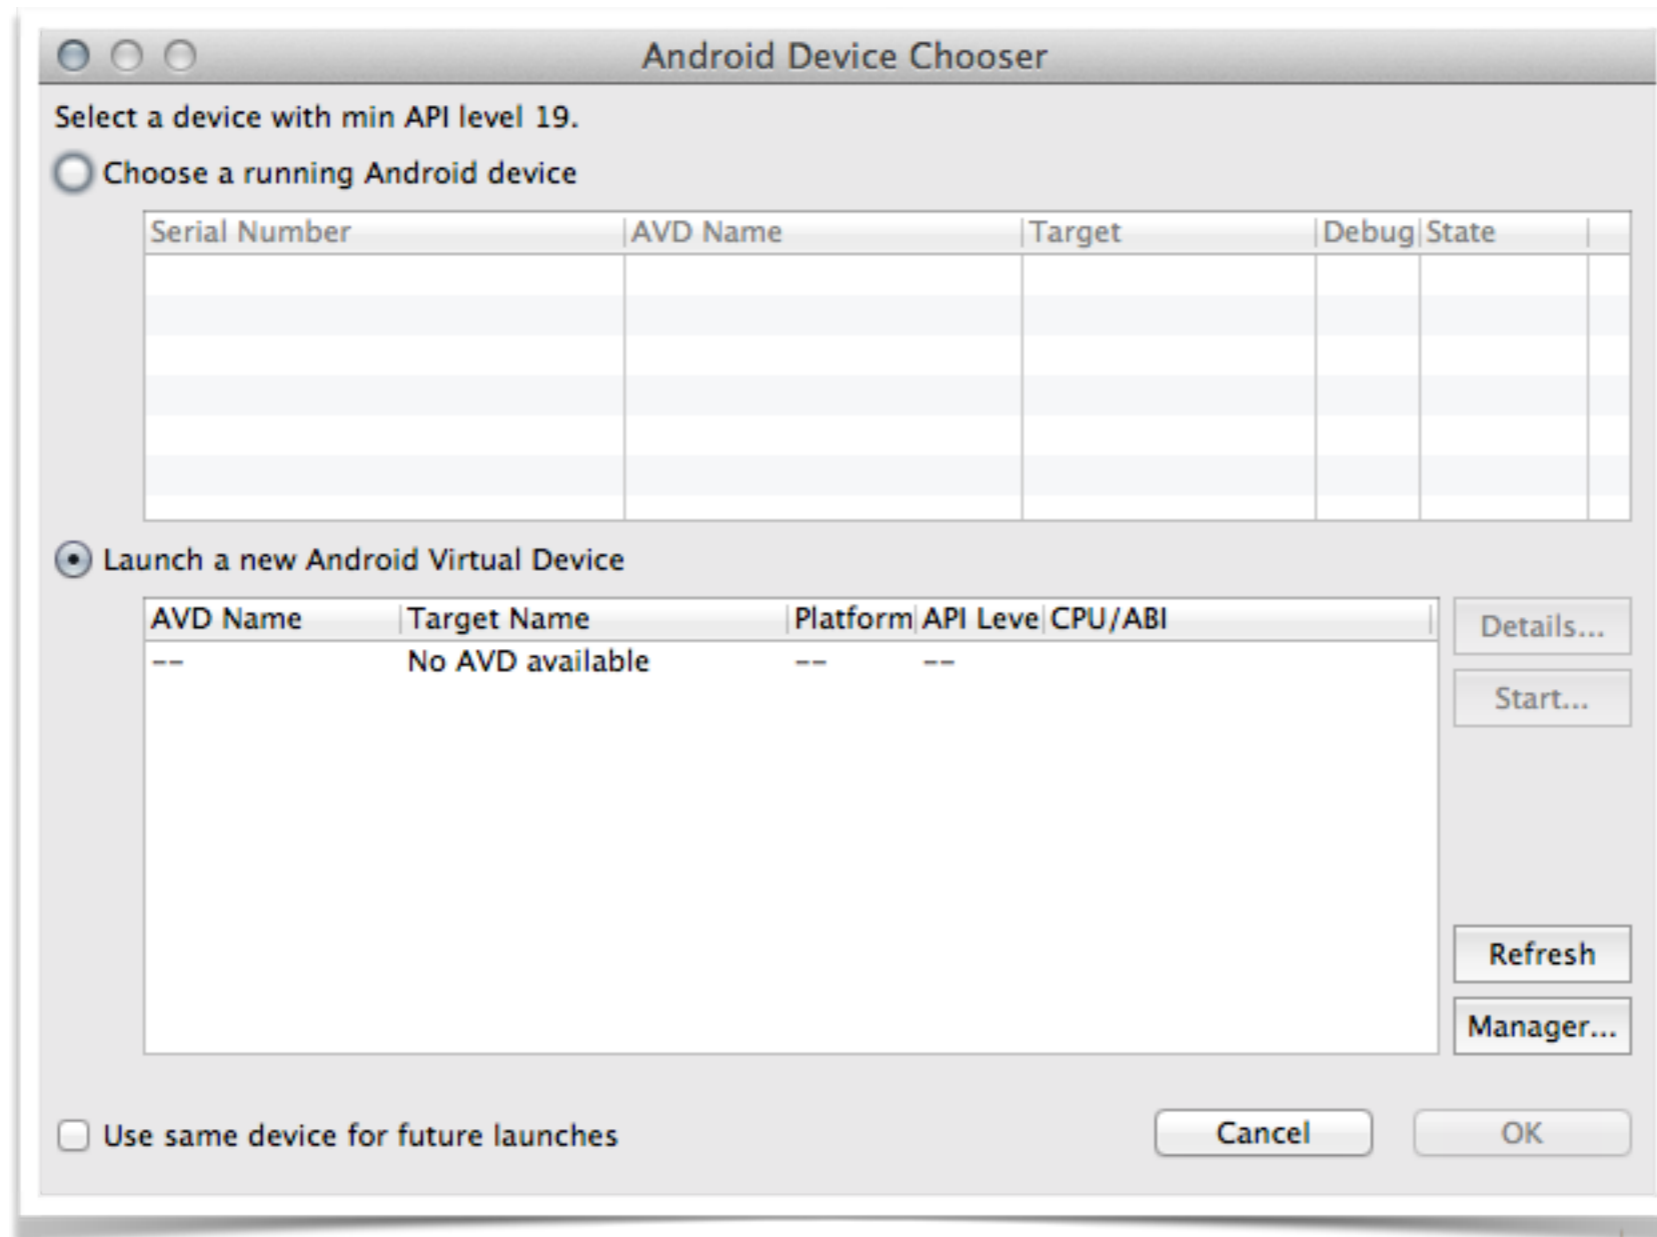 Android Device Chooser
Select a device with min API level 19.
Choose a running Android device
Serial Number AVD Name Target Debug State
Launch a new Android Virtual Device
AVD Name Target Name Platform API Leve CPU/ABI
-- No AVD available -- --
Details...
Start...
Refresh
Manager...
Use same device for future launches
Cancel OK